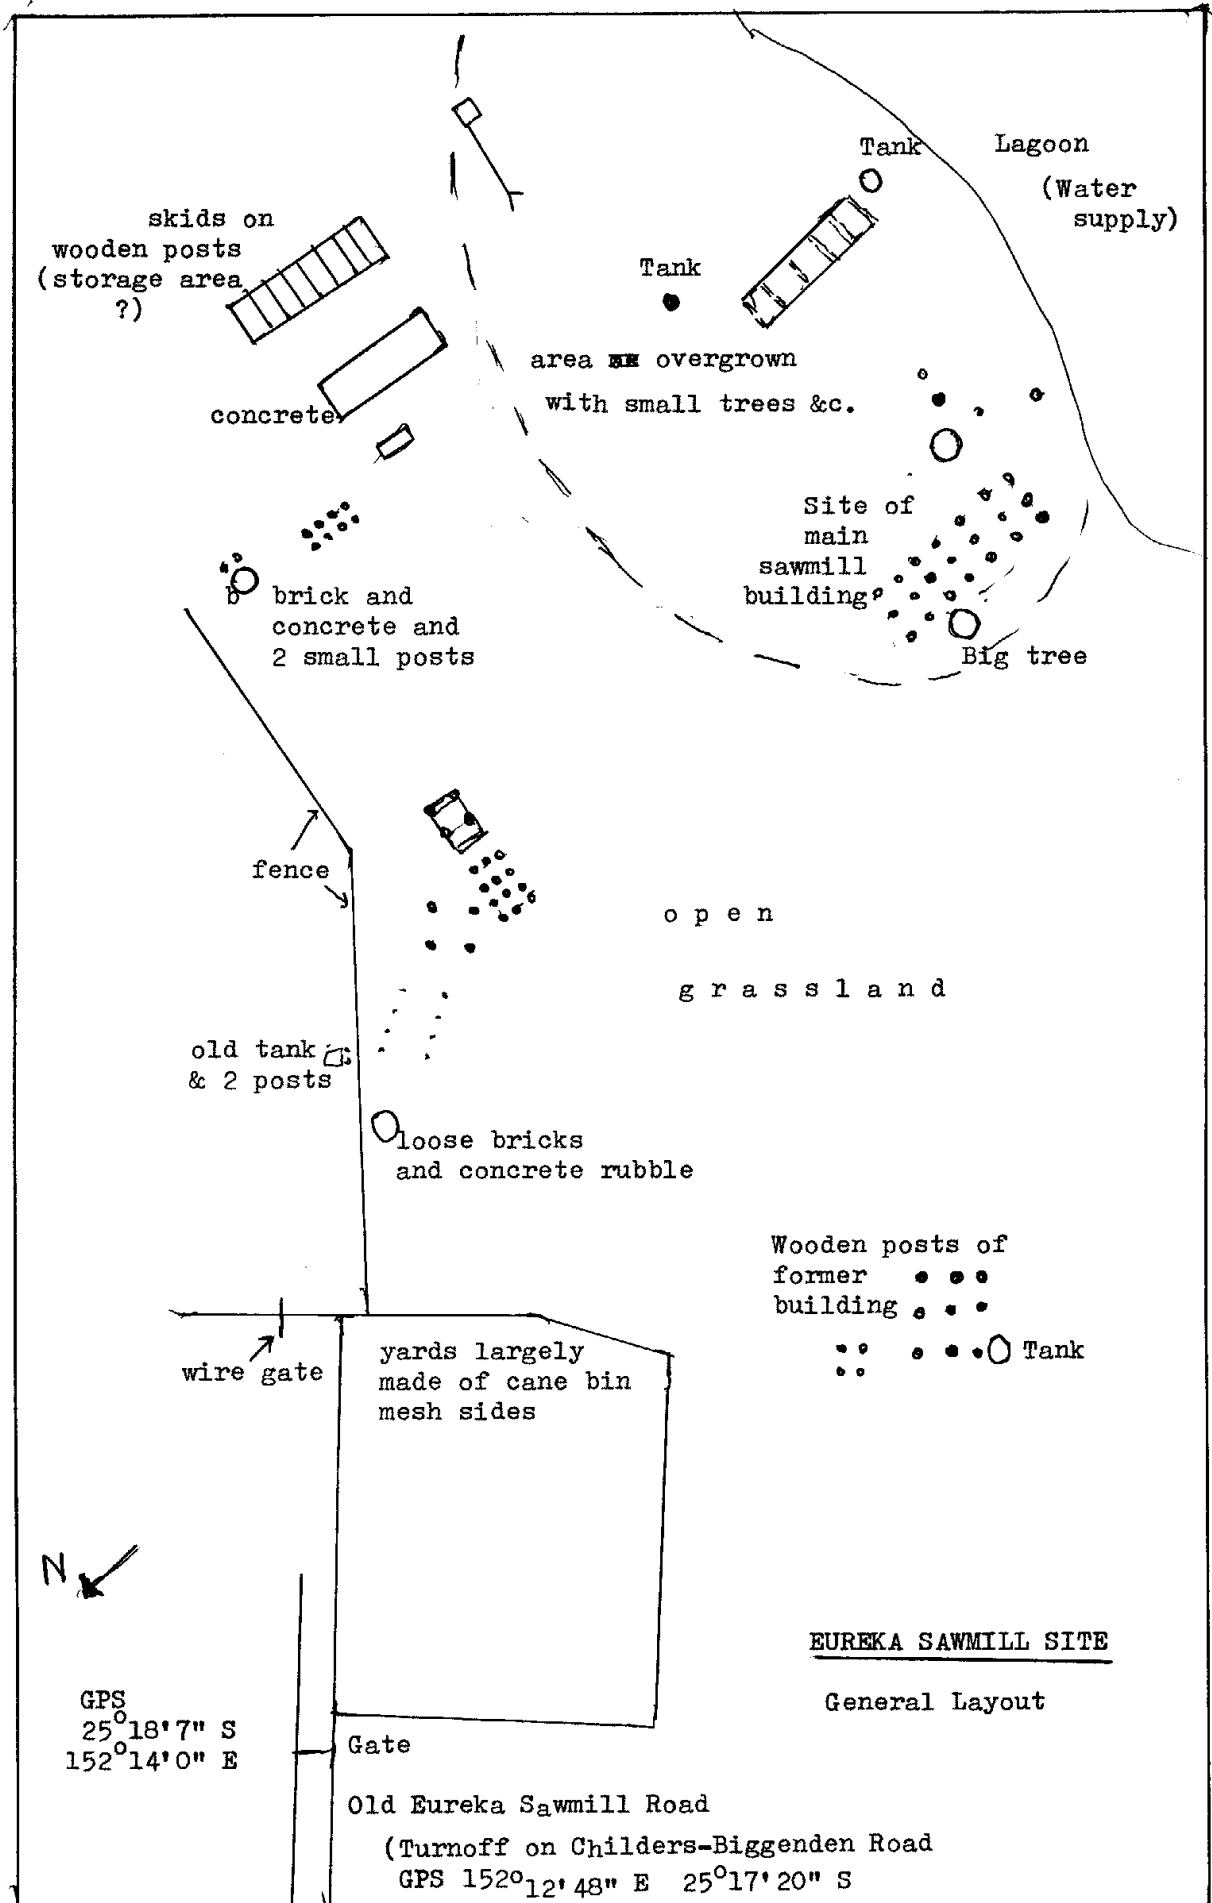 Tank
Lagoon
(Water
supply)
skids on
wooden posts
(storage area
?)
Tank
area overgrown
with small trees &c.
concrete
Site of
main
sawmill
building
b
brick and
concrete and
2 small posts
Big tree
fence
open
grassland
old tank
& 2 posts
loose bricks
and concrete rubble
Wooden posts of
former
building
Tank
wire gate
yards largely
made of cane bin
mesh sides
N
EUREKA SAWMILL SITE
General Layout
GPS
25°18'7" S
152°14'0" E
Gate
Old Eureka Sawmill Road
(Turnoff on Childers-Biggenden Road
GPS 152°12'48" E 25°17'20" S